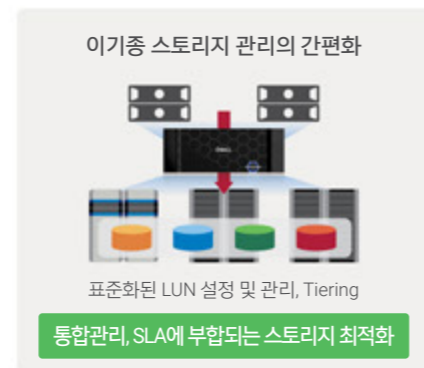 이기종 스토리지 관리의 간편화
DELL
표준화된 LUN 설정 및 관리, Tiering
통합관리, SLA에 부합되는 스토리지 최적화